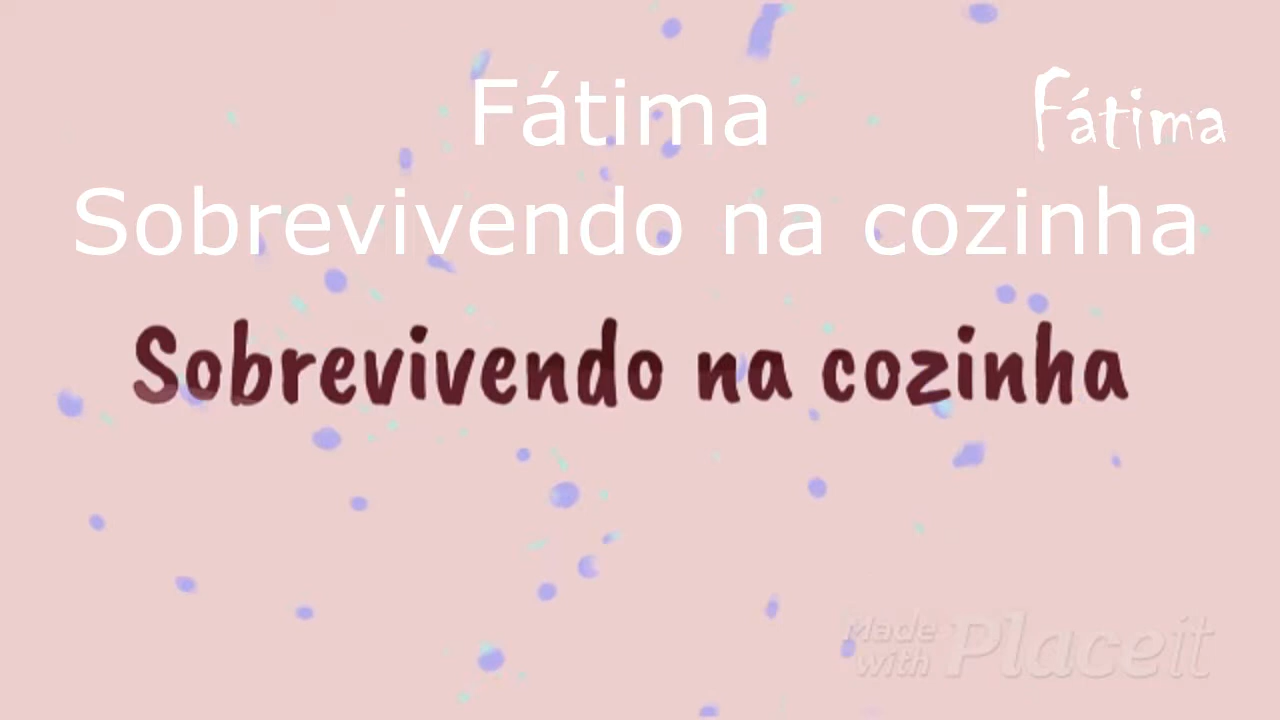 Fátima
Fátima
Sobrevivendo na cozinha
Sobrevivendo na cozinha
Made
with Placeit